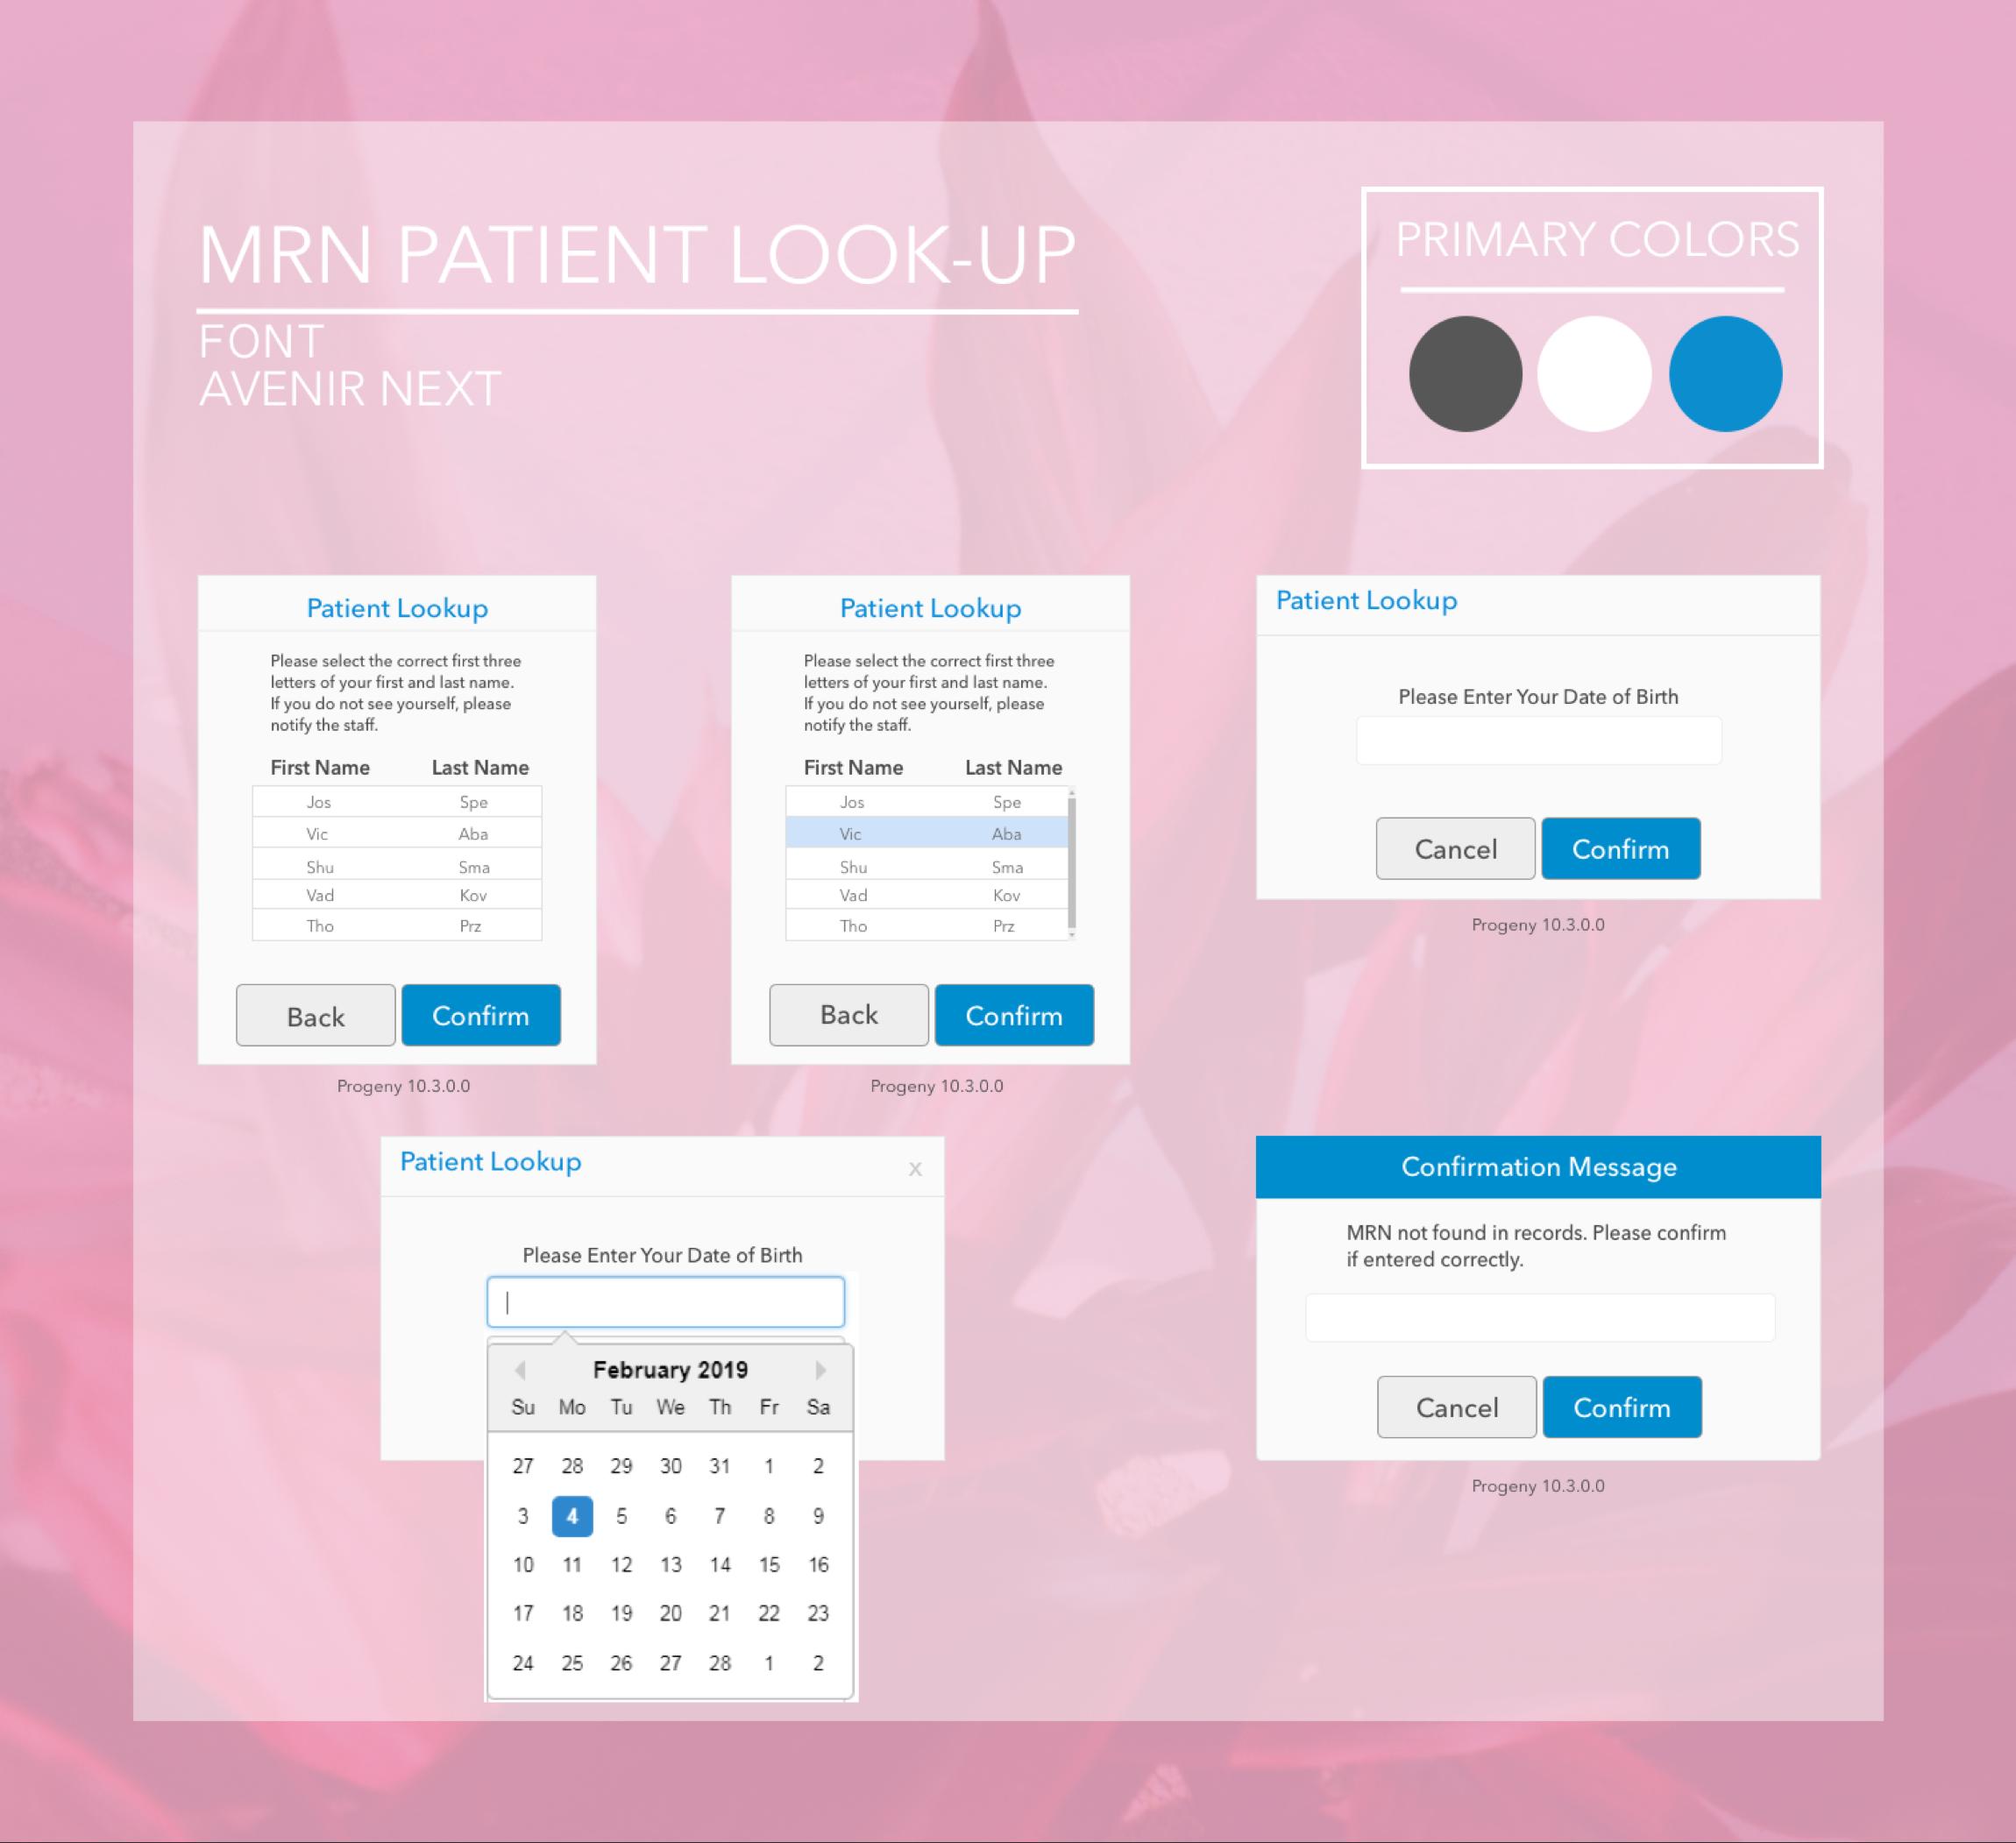 MRN PATIENT LOOK-UP
FONT
AVENIR NEXT
PRIMARY COLORS
Patient Lookup
Please select the correct first three
letters of your first and last name.
If you do not see yourself, please
notify the staff.
First Name Last Name
Jos Spe
Vic Aba
Shu Sma
Vad Kov
Tho Prz
Back Confirm
Progeny 10.3.0.0
Patient Lookup
Please select the correct first three
letters of your first and last name.
If you do not see yourself, please
notify the staff.
First Name Last Name
Jos Spe
Vic Aba
Shu Sma
Vad Kov
Tho Prz
Back Confirm
Progeny 10.3.0.0
Patient Lookup
Please Enter Your Date of Birth
Cancel Confirm
Progeny 10.3.0.0
Patient Lookup x
Please Enter Your Date of Birth
February 2019
Su Mo Tu We Th Fr Sa
27 28 29 30 31 1 2
3 4 5 6 7 8 9
10 11 12 13 14 15 16
17 18 19 20 21 22 23
24 25 26 27 28 1 2
Confirmation Message
MRN not found in records. Please confirm
if entered correctly.
Cancel Confirm
Progeny 10.3.0.0